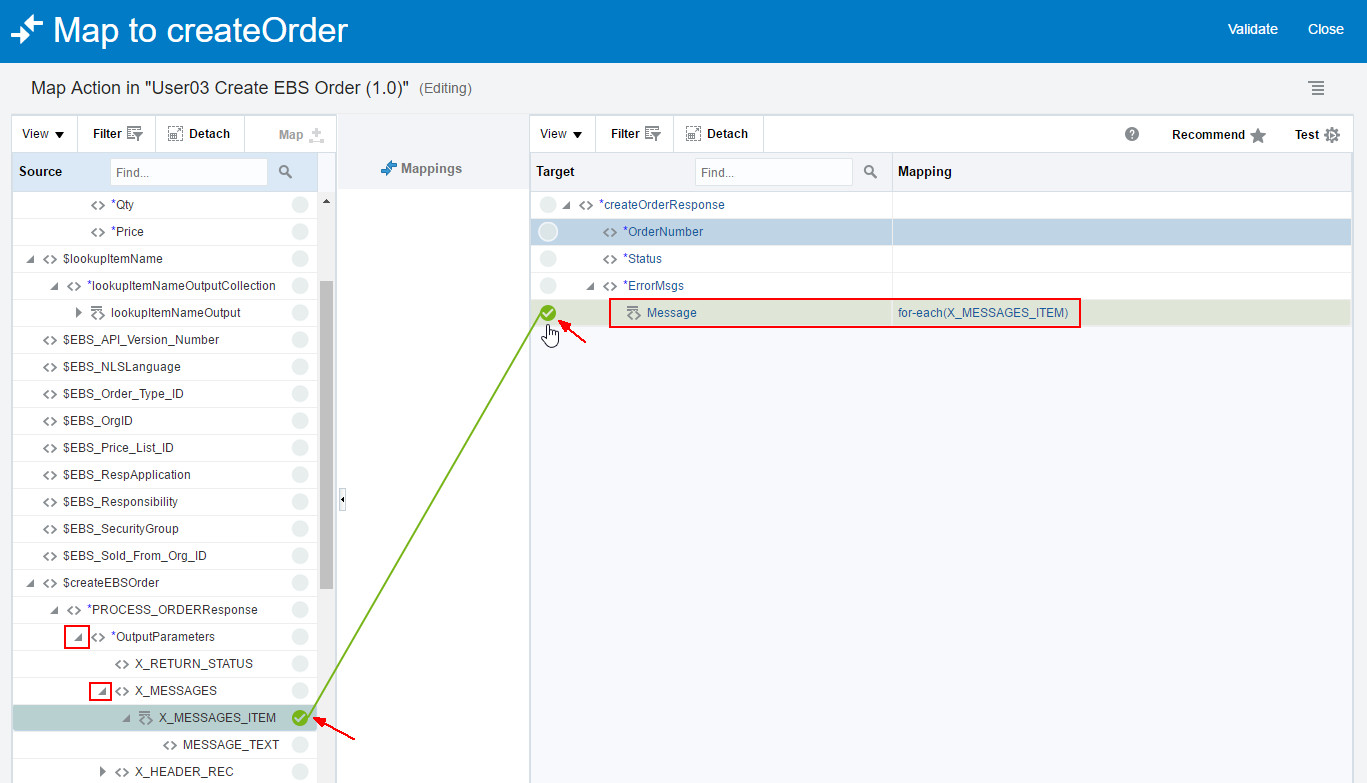 Map to createOrder
Validate Close
Map Action in "User03 Create EBS Order (1.0)" (Editing)
View Filter Detach Map
Source Find...
*Qty
*Price
$lookupItemName
*lookupItemNameOutputCollection
lookupItemNameOutput
$EBS_API_Version_Number
$EBS_NLSLanguage
$EBS_Order_Type_ID
$EBS_OrgID
$EBS_Price_List_ID
$EBS_RespApplication
$EBS_Responsibility
$EBS_SecurityGroup
$EBS_Sold_From_Org_ID
$createEBSOrder
*PROCESS_ORDERResponse
*OutputParameters
X_RETURN_STATUS
X_MESSAGES
X_MESSAGES_ITEM
MESSAGE_TEXT
X_HEADER_REC
Mappings
View Filter Detach Recommend Test
Target Find... Mapping
*createOrderResponse
*OrderNumber
*Status
*ErrorMsgs
Message for-each(X_MESSAGES_ITEM)